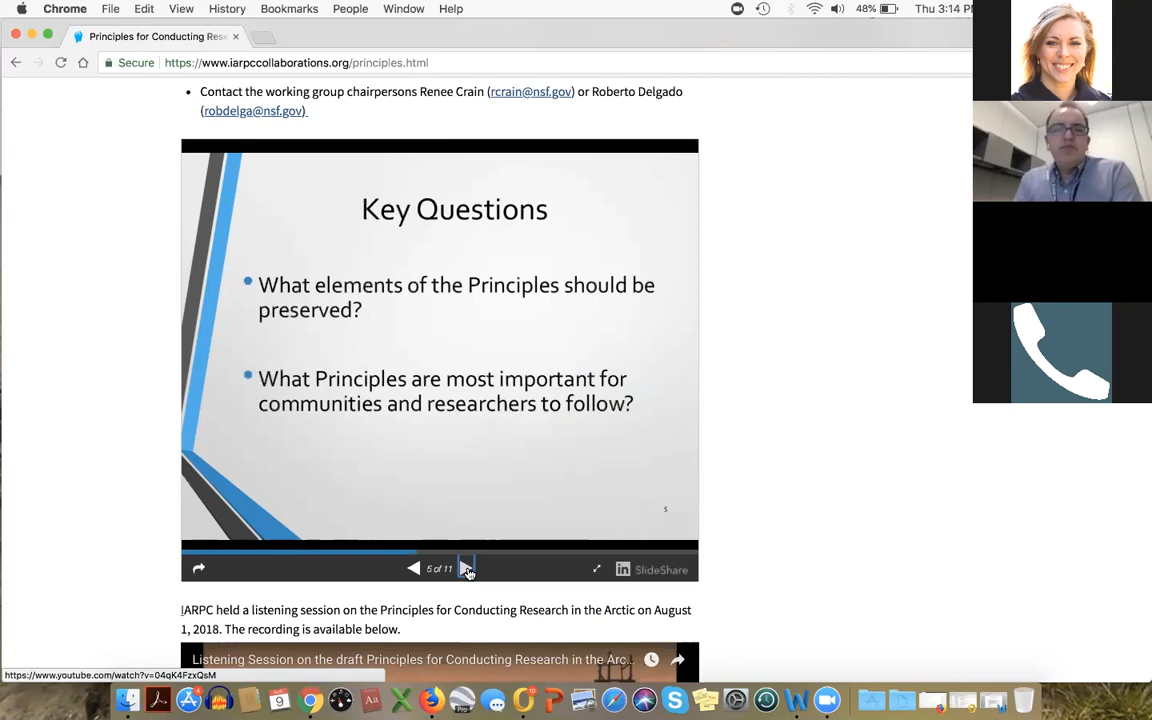 Chrome File Edit View History Bookmarks People Window Help 48% Thu 3:14 PM
Principles for Conducting Res
Secure https://www.iarpccollaborations.org/principles.html
• Contact the working group chairpersons Renee Crain (rcrain@nsf.gov) or Roberto Delgado
(robdelga@nsf.gov)
Key Questions
• What elements of the Principles should be
preserved?
• What Principles are most important for
communities and researchers to follow?
5
5 of 11 in SlideShare
IARPC held a listening session on the Principles for Conducting Research in the Arctic on August
1, 2018. The recording is available below.
Listening Session on the draft Principles for Conducting Research in the Arc...
https://www.youtube.com/watch?v=04qK4FzxQsM